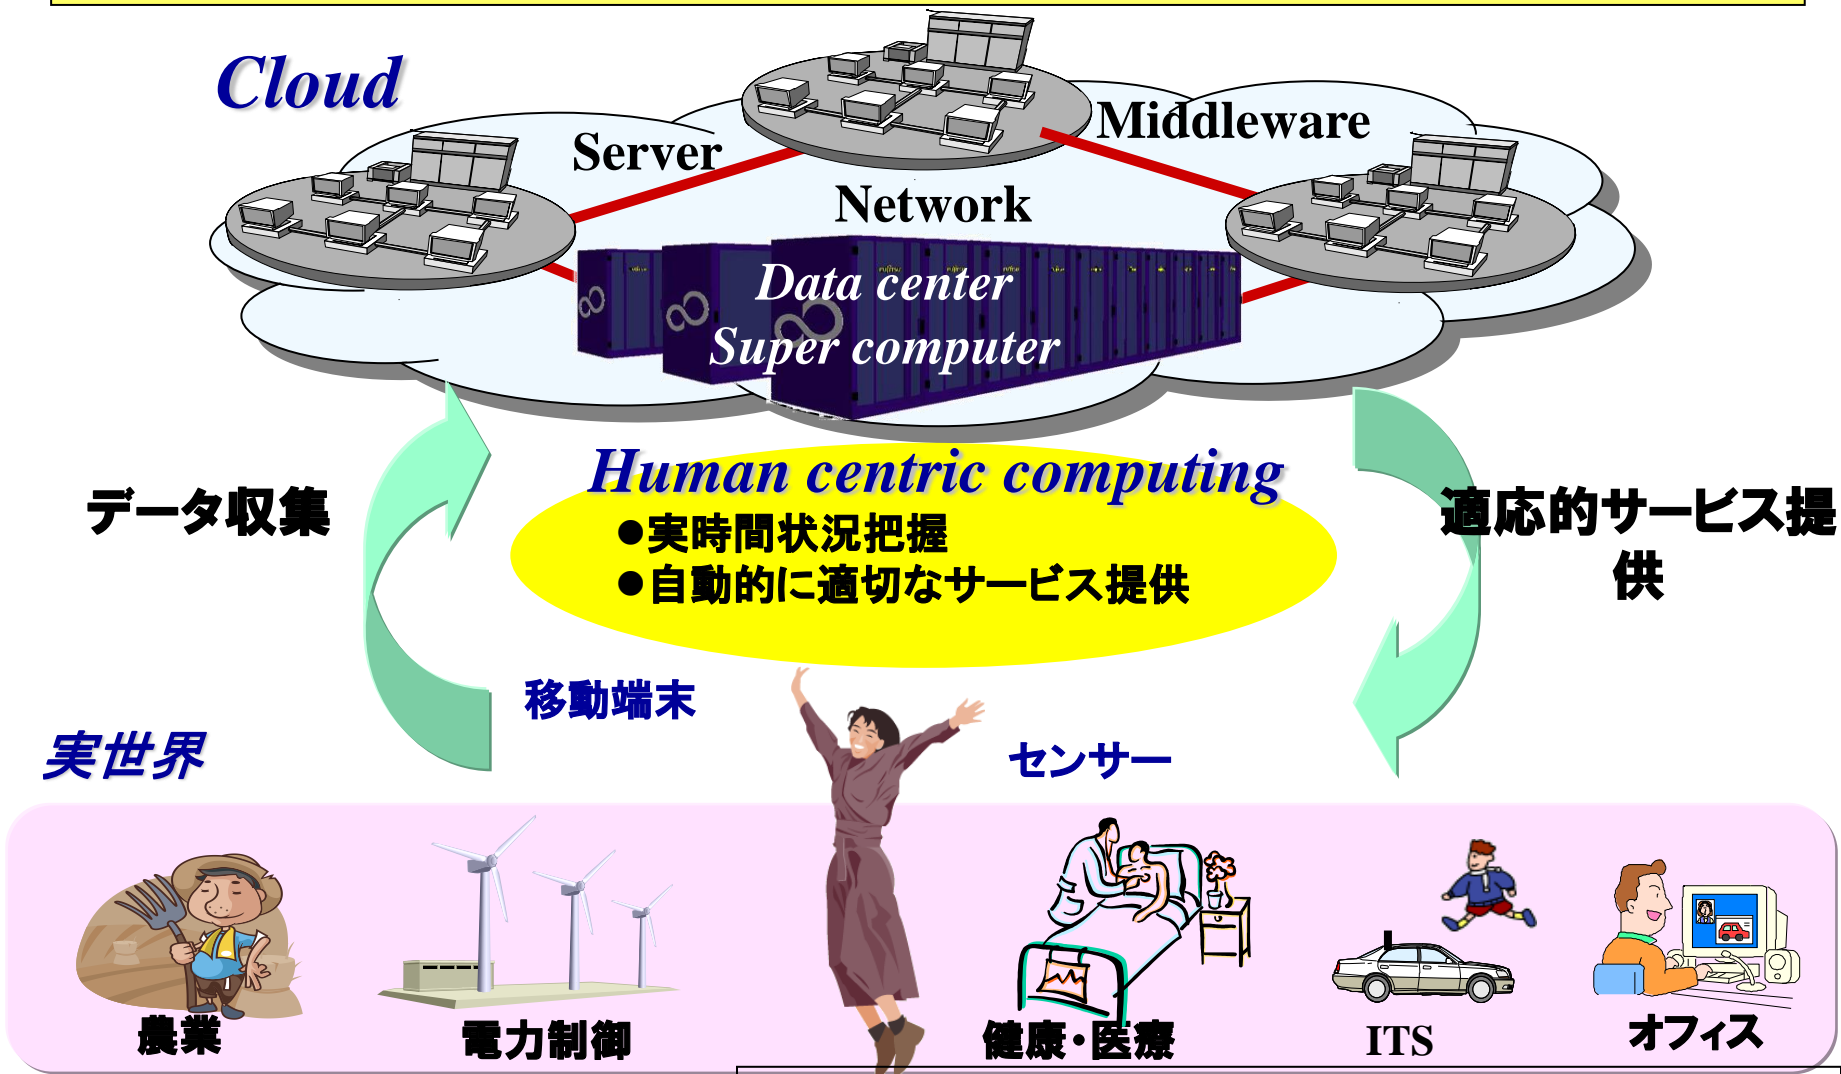 Cloud
Server
Middleware
Network
Data center
Super computer
Human centric computing
●実時間状況把握
●自動的に適切なサービス提供
データ収集
適応的サービス提
供
移動端末
センサー
実世界
農業
電力制御
健康・医療
ITS
オフィス